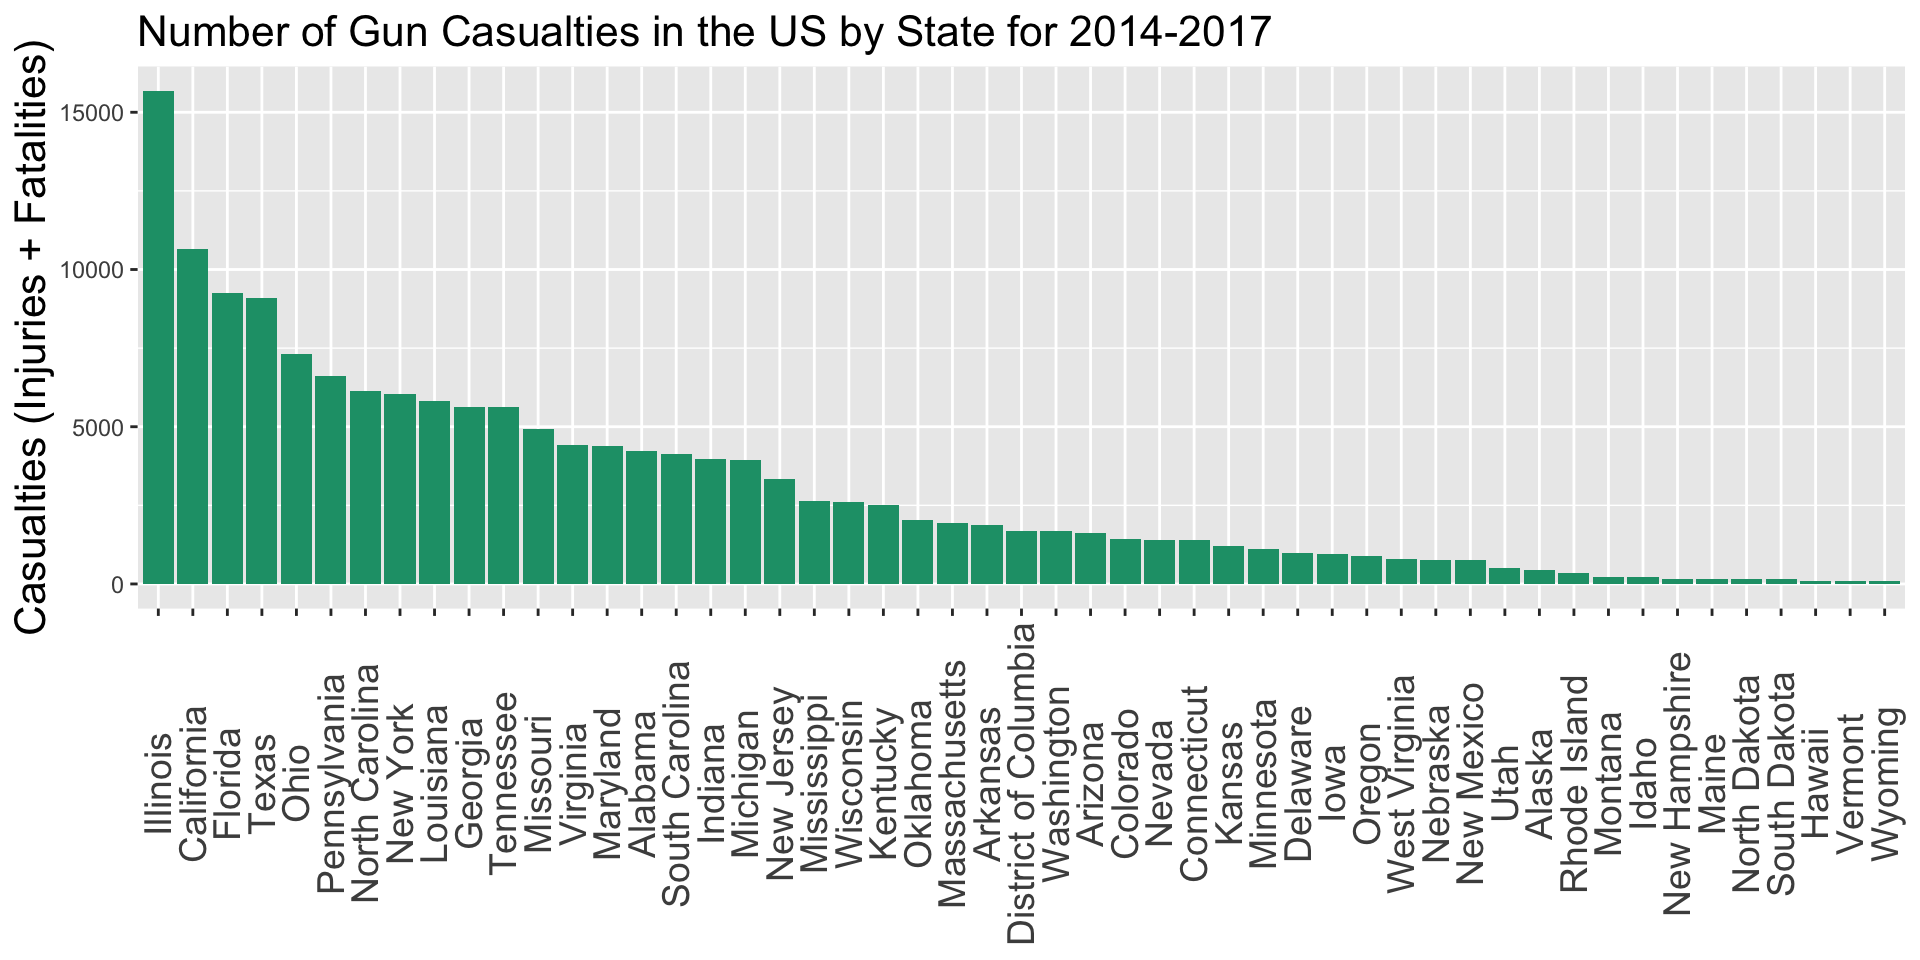 Number of Gun Casualties in the US by State for 2014-2017
Casualties (Injuries + Fatalities)
15000
10000
5000
0
Illinois
California
Florida
Texas
Ohio
Pennsylvania
North Carolina
New York
Louisiana
Georgia
Tennessee
Missouri
Virginia
Maryland
Alabama
South Carolina
Indiana
Michigan
New Jersey
Mississippi
Wisconsin
Kentucky
Oklahoma
Massachusetts
Arkansas
District of Columbia
Washington
Arizona
Colorado
Nevada
Connecticut
Kansas
Minnesota
Delaware
Iowa
Oregon
West Virginia
Nebraska
New Mexico
Utah
Alaska
Rhode Island
Montana
Idaho
New Hampshire
Maine
North Dakota
South Dakota
Hawaii
Vermont
Wyoming